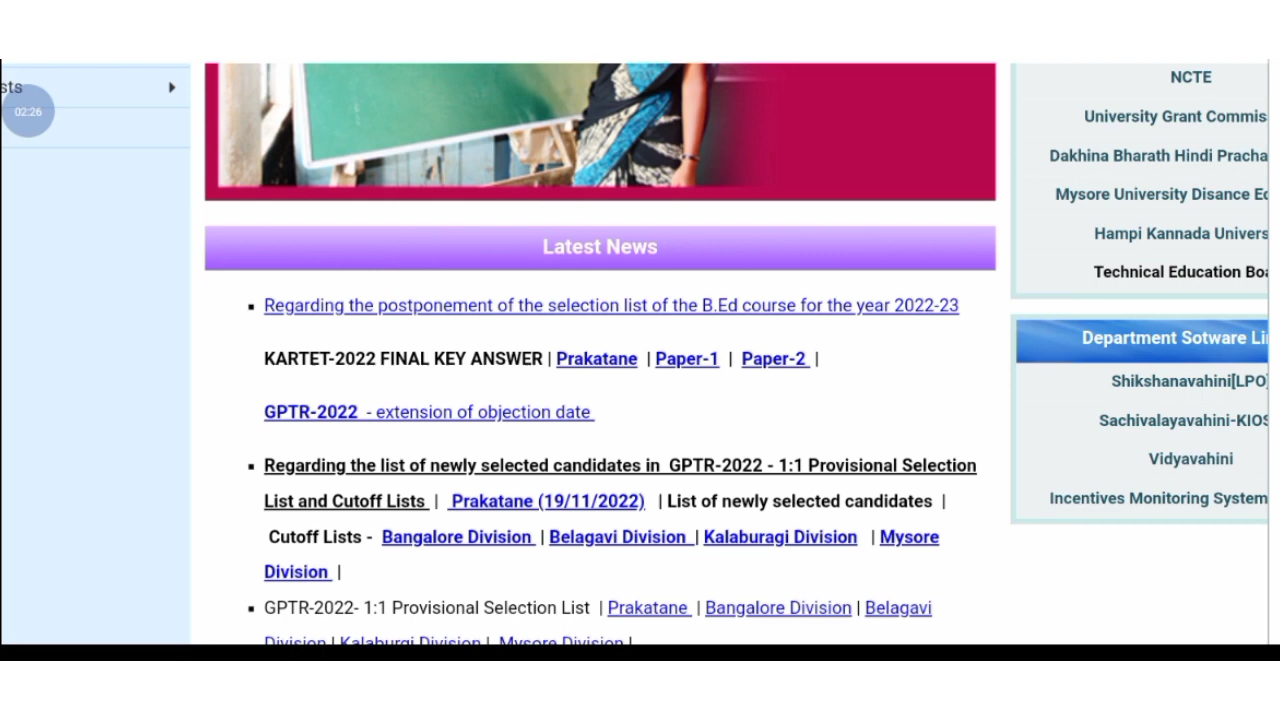 sts
02:26
Latest News
Regarding the postponement of the selection list of the B.Ed course for the year 2022-23
KARTET-2022 FINAL KEY ANSWER | Prakatane | Paper-1 | Paper-2 |
GPTR-2022 - extension of objection date
Regarding the list of newly selected candidates in GPTR-2022 - 1:1 Provisional Selection
List and Cutoff Lists | Prakatane (19/11/2022) | List of newly selected candidates |
Cutoff Lists - Bangalore Division | Belagavi Division | Kalaburagi Division | Mysore
Division |
GPTR-2022- 1:1 Provisional Selection List | Prakatane | Bangalore Division | Belagavi
Division | Kalaburgi Division | Mysore Division |
NCTE
University Grant Commis
Dakhina Bharath Hindi Pracha
Mysore University Disance Ed
Hampi Kannada Univers
Technical Education Boa
Department Sotware Li
Shikshanavahini[LPO]
Sachivalayavahini-KIOS
Vidyavahini
Incentives Monitoring System